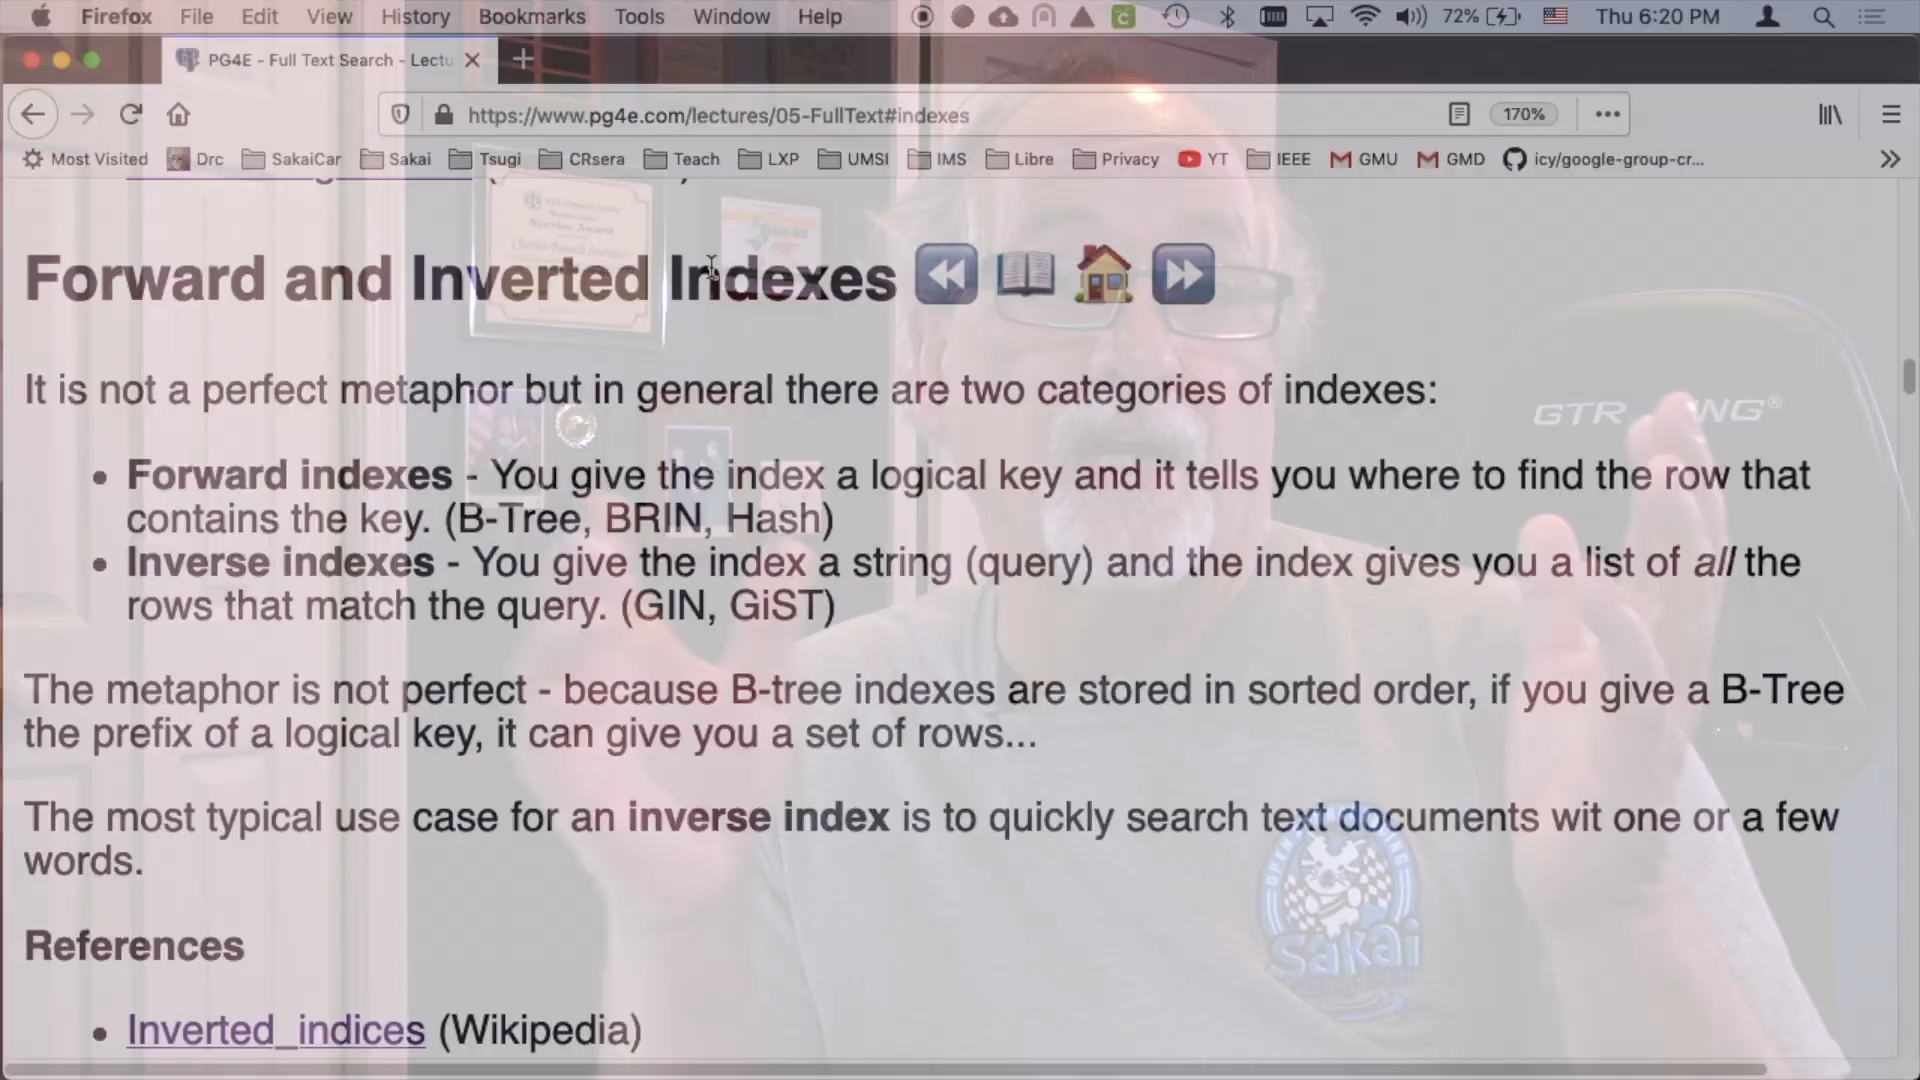 Firefox File Edit View History Bookmarks Tools Window Help 72% Thu 6:20 PM
PG4E - Full Text Search - Lectu
https://www.pg4e.com/lectures/05-FullText#indexes 170%
Most Visited Drc SakaiCar Sakai Tsugi CRsera Teach LXP UMSI IMS Libre Privacy YT IEEE GMU GMD icy/google-group-cr...
Forward and Inverted Indexes
It is not a perfect metaphor but in general there are two categories of indexes:
GTR
NG®
• Forward indexes - You give the index a logical key and it tells you where to find the row that
contains the key. (B-Tree, BRIN, Hash)
• Inverse indexes - You give the index a string (query) and the index gives you a list of all the
rows that match the query. (GIN, GiST)
The metaphor is not perfect - because B-tree indexes are stored in sorted order, if you give a B-Tree
the prefix of a logical key, it can give you a set of rows...
The most typical use case for an inverse index is to quickly search text documents wit one or a few
words.
Sakai
References
• Inverted_indices (Wikipedia)